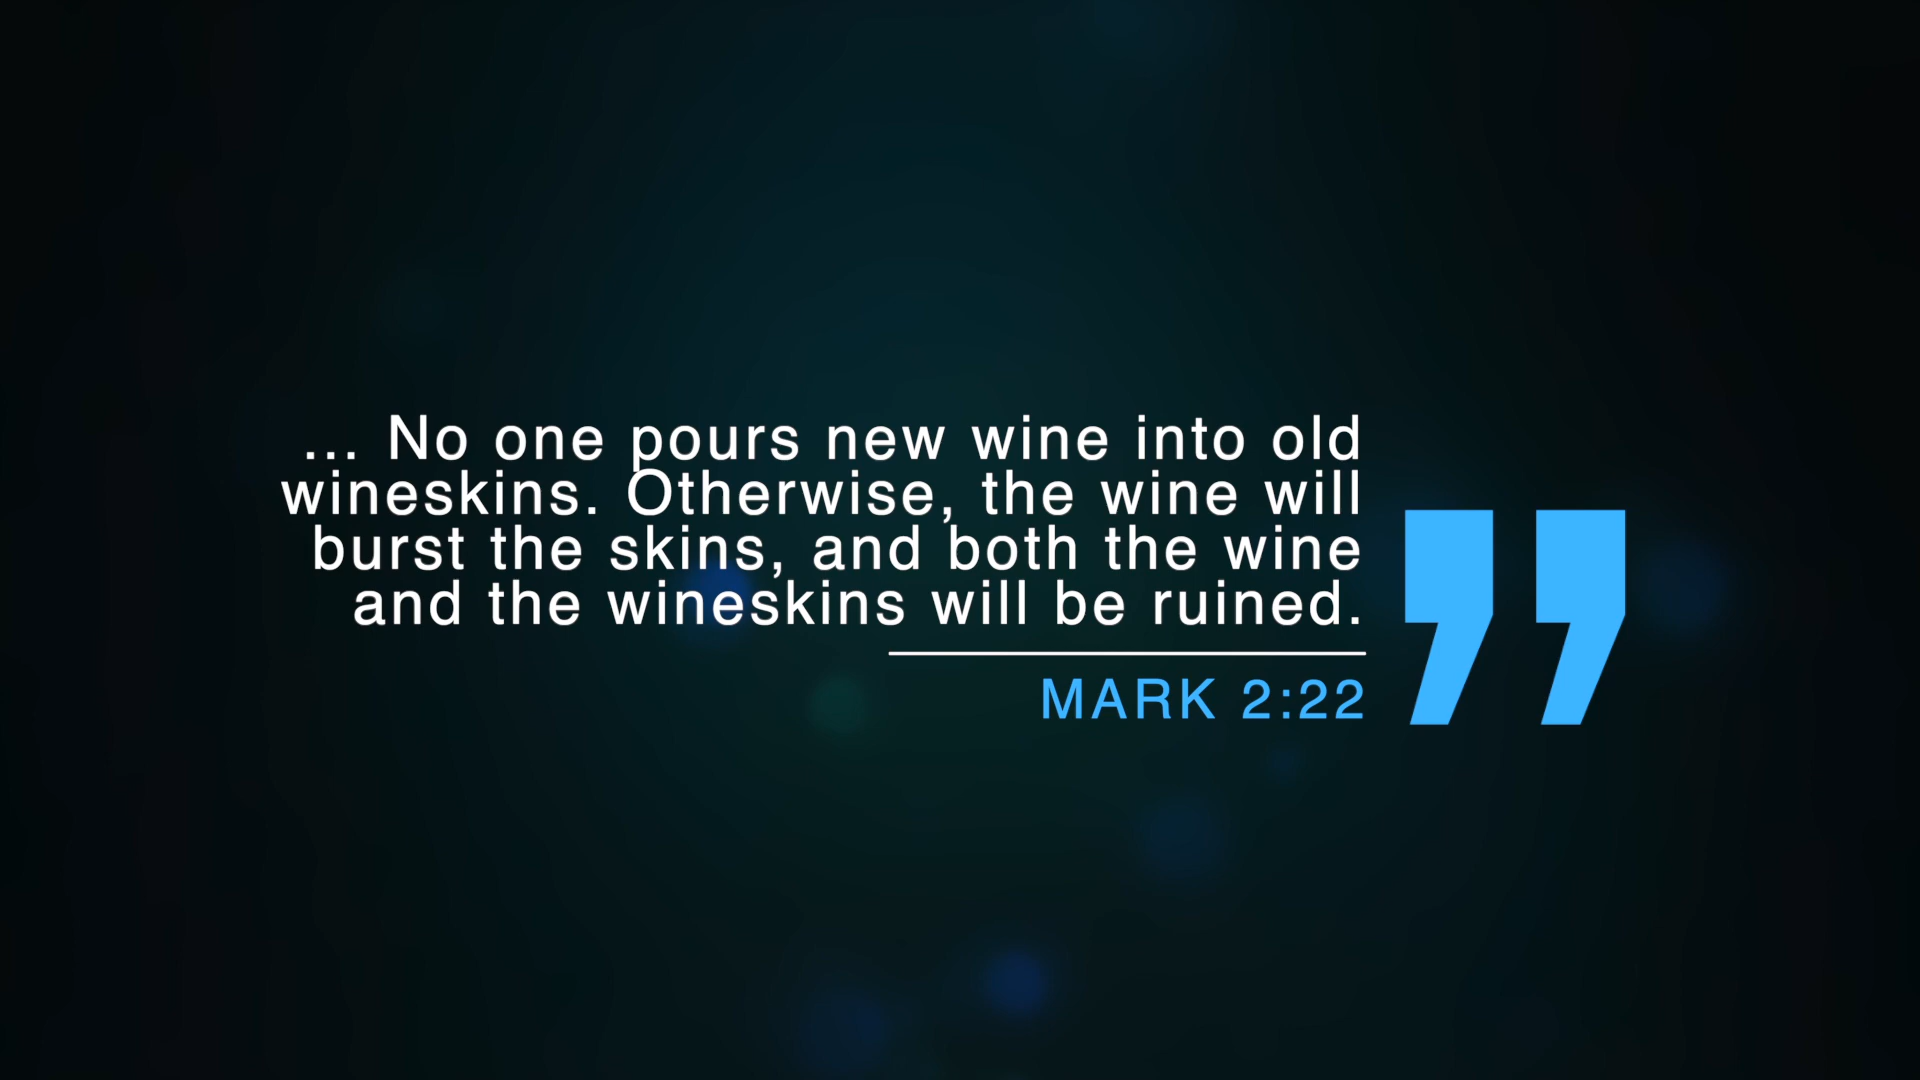 ... No one pours new wine into old
wineskins. Otherwise, the wine will
burst the skins, and both the wine
and the wineskins will be ruined.
MARK 2:22
”